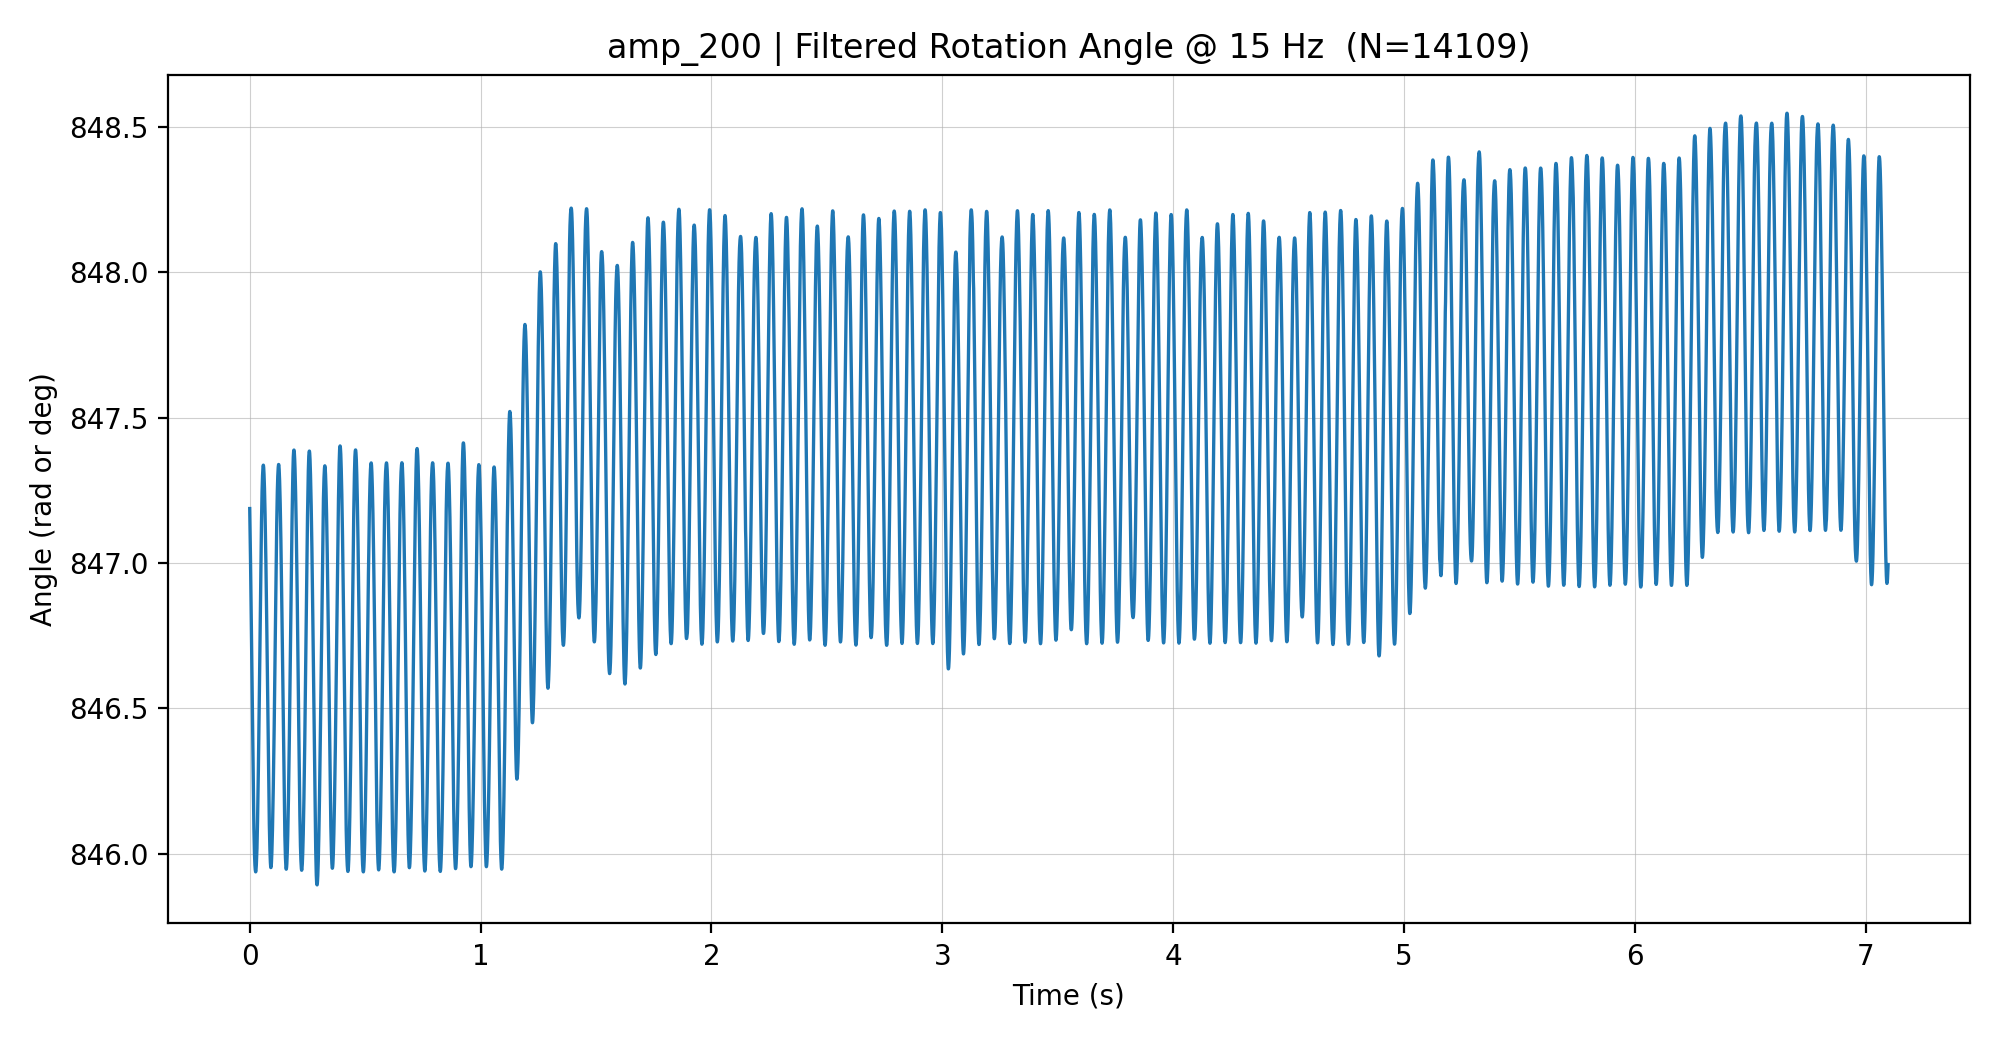 amp_200 | Filtered Rotation Angle @ 15 Hz  (N=14109)
Angle (rad or deg)
848.5
848.0
847.5
847.0
846.5
846.0
0 1 2 3 4 5 6 7
Time (s)